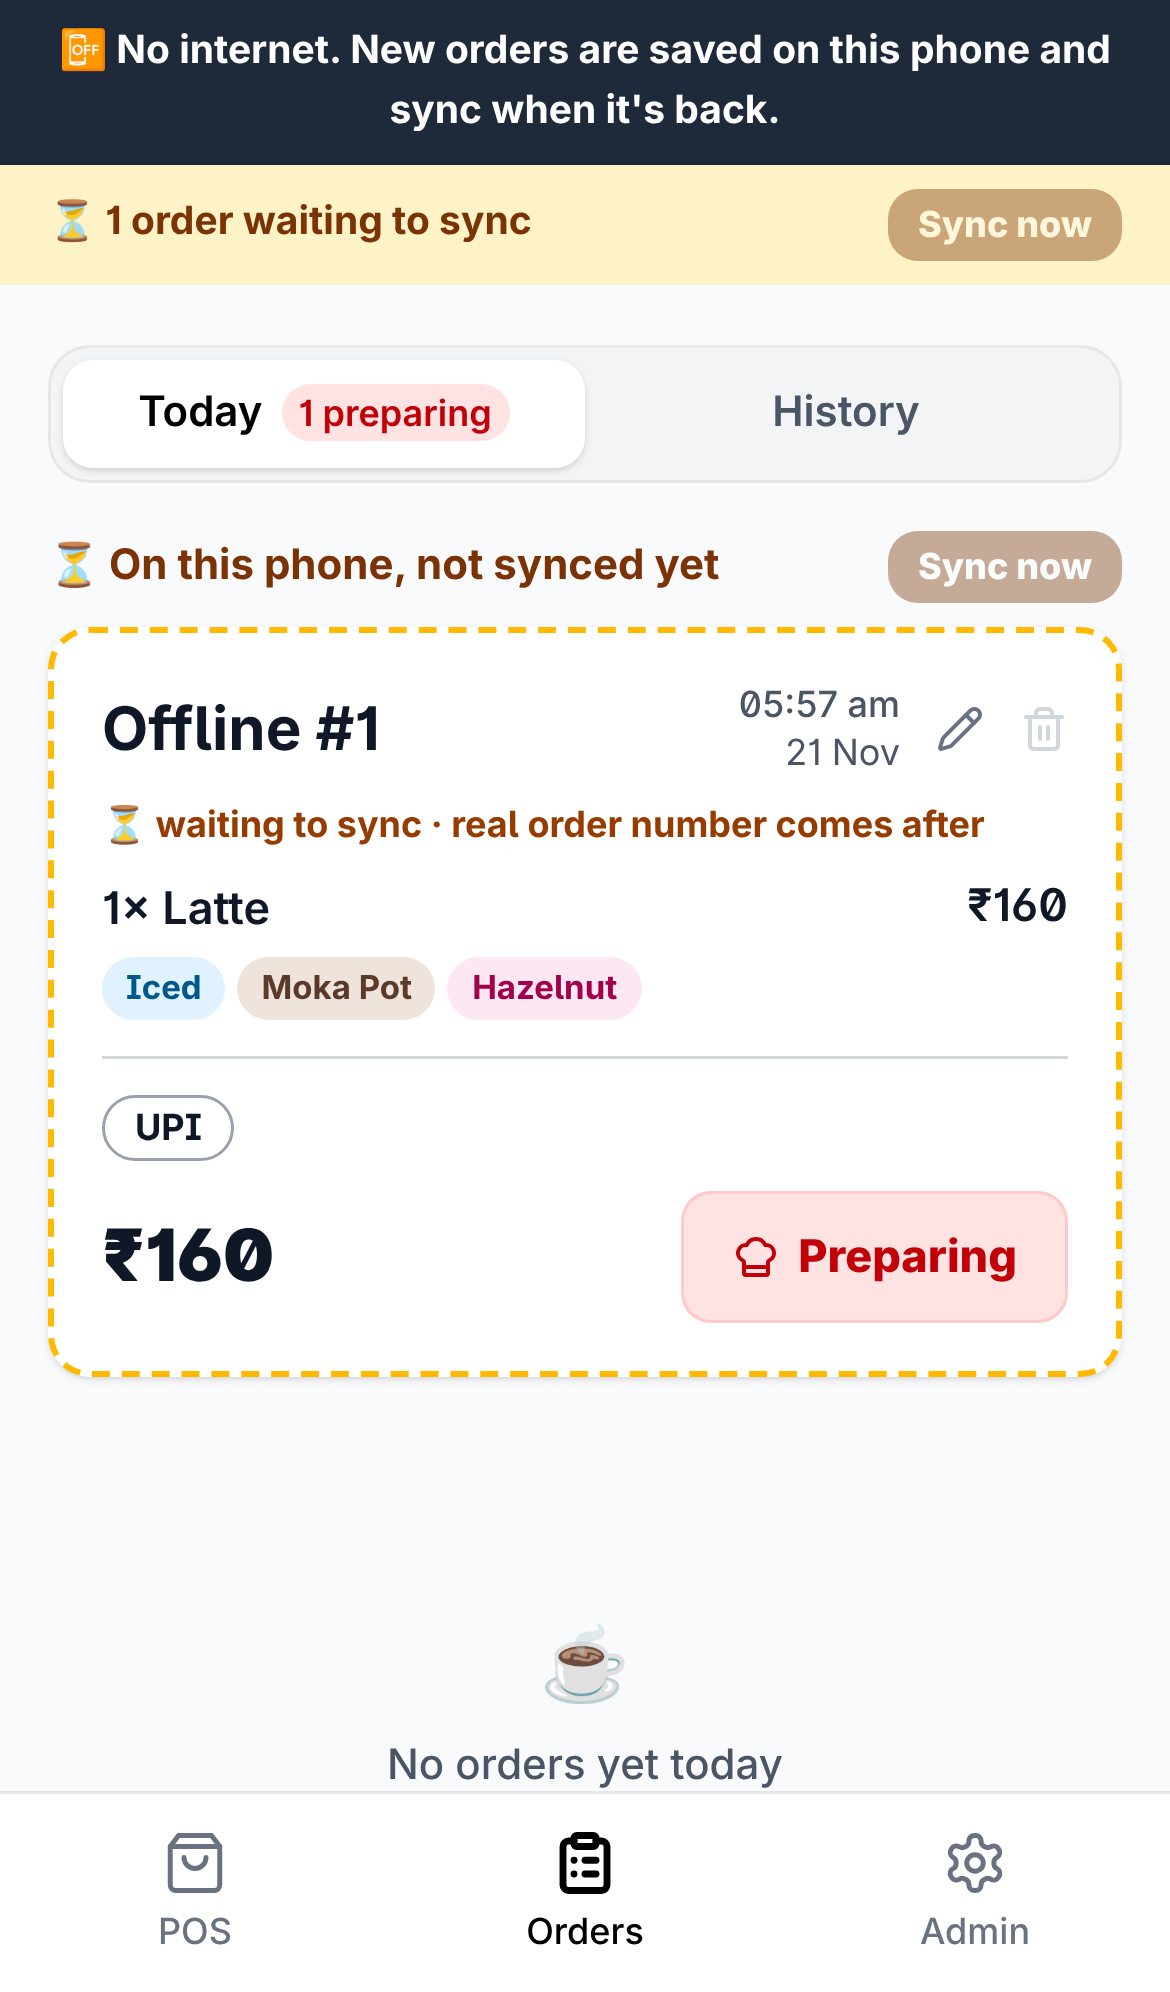 No internet. New orders are saved on this phone and
sync when it's back.
1 order waiting to sync
Sync now
Today 1 preparing
History
On this phone, not synced yet
Sync now
Offline #1
05:57 am
21 Nov
waiting to sync · real order number comes after
1× Latte
₹160
Iced Moka Pot Hazelnut
UPI
₹160
Preparing
No orders yet today
POS
Orders
Admin